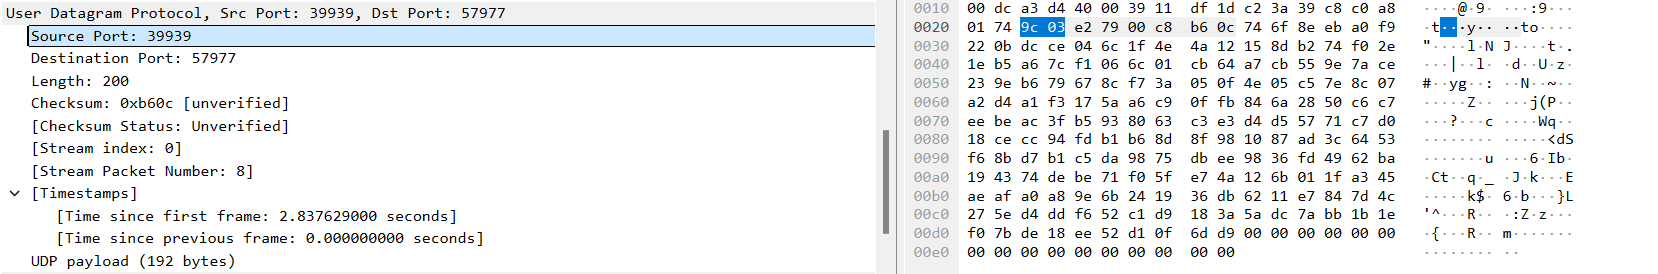 User Datagram Protocol, Src Port: 39939, Dst Port: 57977
Source Port: 39939
Destination Port: 57977
Length: 200
Checksum: 0xb60c [unverified]
[Checksum Status: Unverified]
[Stream index: 0]
[Stream Packet Number: 8]
[Timestamps]
[Time since first frame: 2.837629000 seconds]
[Time since previous frame: 0.000000000 seconds]
UDP payload (192 bytes)
0010 00 dc a3 d4 40 00 39 11 df 1d c2 3a 39 c8 c0 a8 ····@·9· ···:9···
0020 01 74 9c 03 e2 79 00 c8 b6 0c 74 6f 8e eb a0 f9 ·t···y·· ··to····
0030 22 0b dc ce 04 6c 1f 4e 4a 12 15 8d b2 74 f0 2e "····l·N J····t·.
0040 1e b5 a6 7c f1 06 6c 01 cb 64 a7 cb 55 9e 7a ce ···|··l· ·d··U·z·
0050 23 9e b6 79 67 8c f7 3a 05 0f 4e 05 c5 7e 8c 07 #··yg··: ··N··~··
0060 a2 d4 a1 f3 17 5a a6 c9 0f fb 84 6a 28 50 c6 c7 ·····Z·· ···j(P··
0070 ee be ac 3f b5 93 80 63 c3 e3 d4 d5 57 71 c7 d0 ···?···c ····Wq··
0080 18 ce cc 94 fd b1 b6 8d 8f 98 10 87 ad 3c 64 53 ········ ·····<dS
0090 f6 8b d7 b1 c5 da 98 75 db ee 98 36 fd 49 62 ba ·······u ···6·Ib·
00a0 19 43 74 de be 71 f0 5f e7 4a 12 6b 01 1f a3 45 ·Ct··q·_ ·J·k···E
00b0 ae af a0 a8 9e 6b 24 19 36 db 62 11 e7 84 7d 4c ·····k$· 6·b···}L
00c0 27 5e d4 dd f6 52 c1 d9 18 3a 5a dc 7a bb 1b 1e '^···R·· ·:Z·z···
00d0 f0 7b de 18 ee 52 d1 0f 6d d9 00 00 00 00 00 00 ·{···R·· m·······
00e0 00 00 00 00 00 00 00 00 00 00 ········ ··